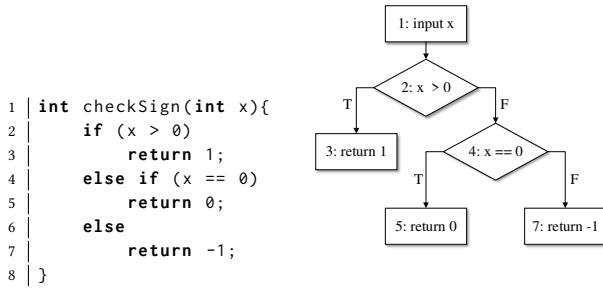 1 int checkSign(int x){
2 if (x > 0)
3 return 1;
4 else if (x == 0)
5 return 0;
6 else
7 return -1;
8 }
1: input x
2: x > 0
T
F
3: return 1
4: x == 0
T
F
5: return 0
7: return -1